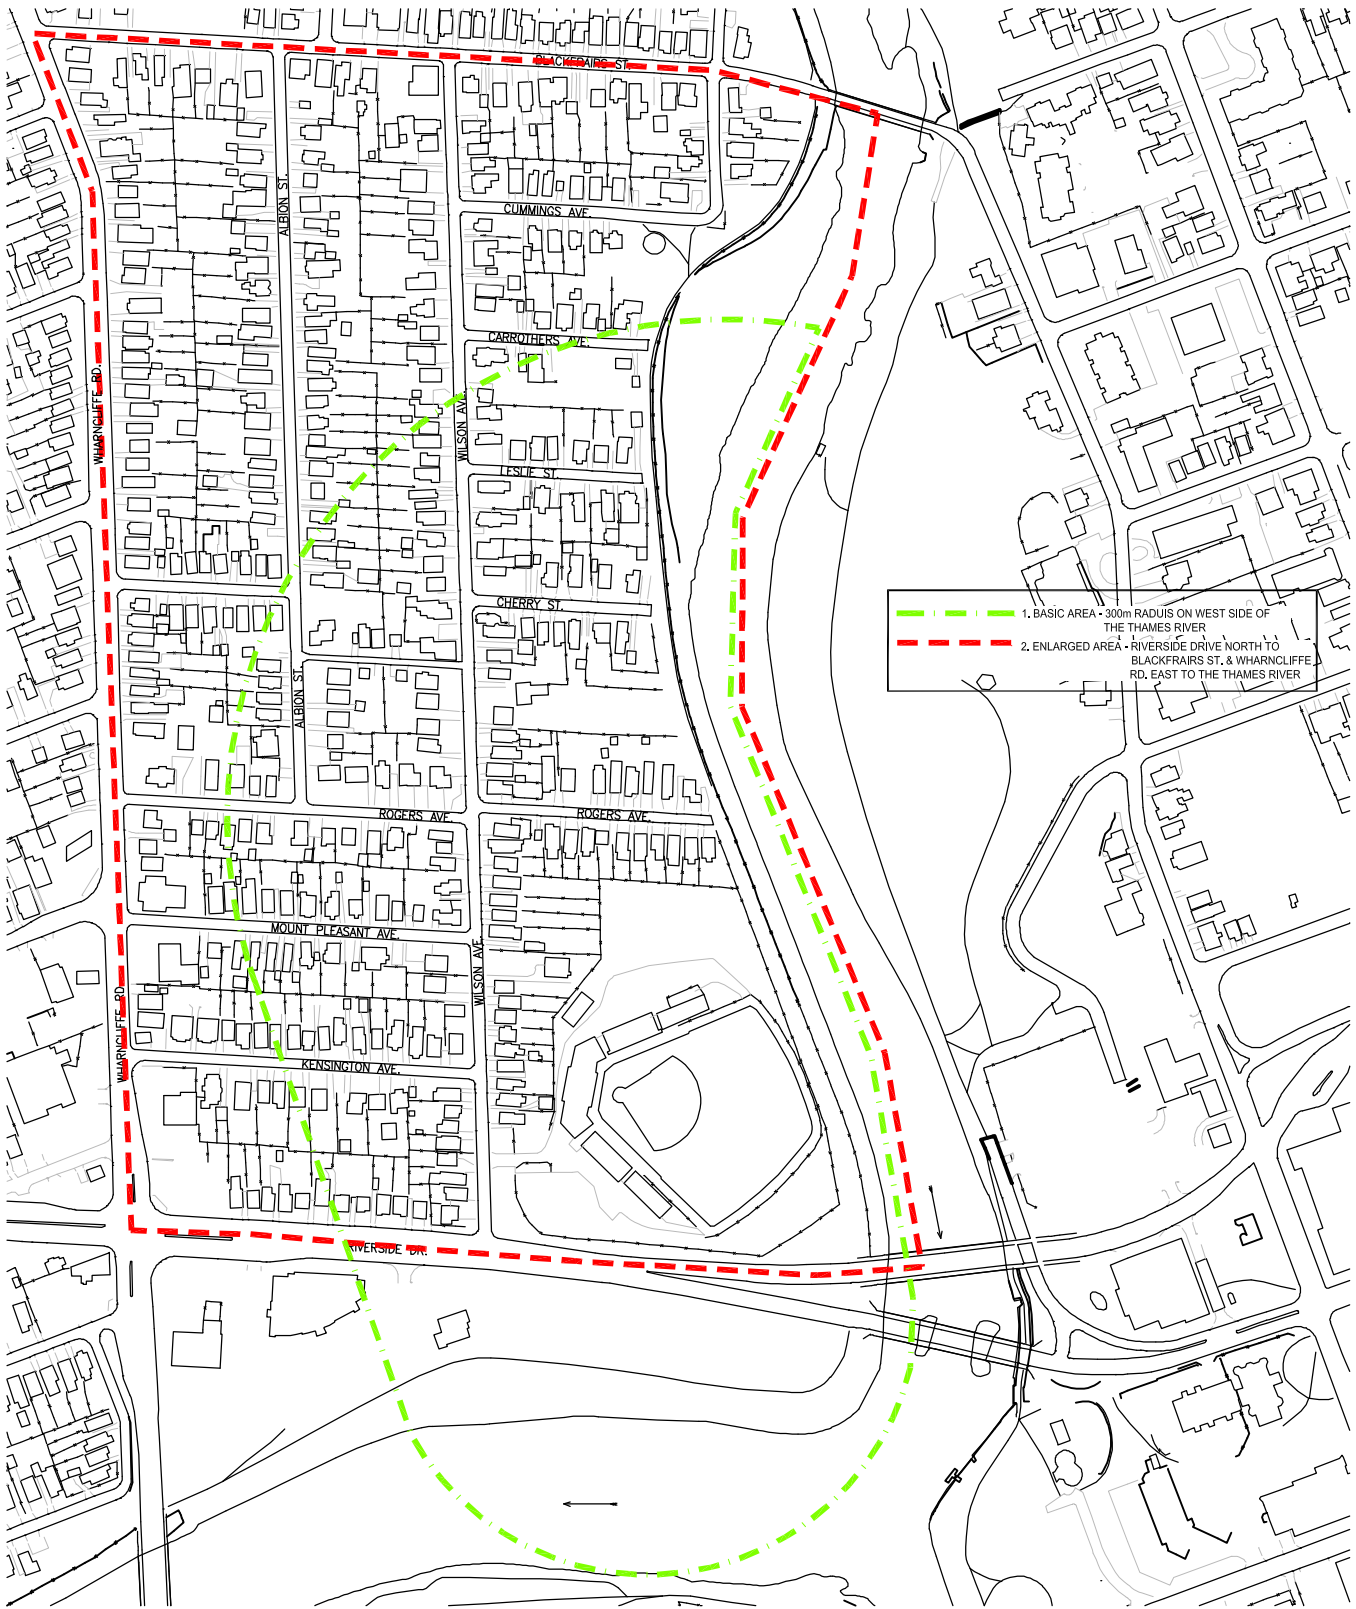 BLACKFRAIRS ST.
ALBION ST.
CUMMINGS AVE.
CARROTHERS AVE.
WHARNCLIFFE RD.
WILSON AVE.
LESLIE ST.
CHERRY ST.
1. BASIC AREA - 300m RADUIS ON WEST SIDE OF
THE THAMES RIVER
2. ENLARGED AREA - RIVERSIDE DRIVE NORTH TO
BLACKFRAIRS ST. & WHARNCLIFFE
RD. EAST TO THE THAMES RIVER
ALBION ST.
ROGERS AVE.
ROGERS AVE.
MOUNT PLEASANT AVE.
WILSON AVE.
WHARNCLIFFE RD.
KENSINGTON AVE.
RIVERSIDE DR.